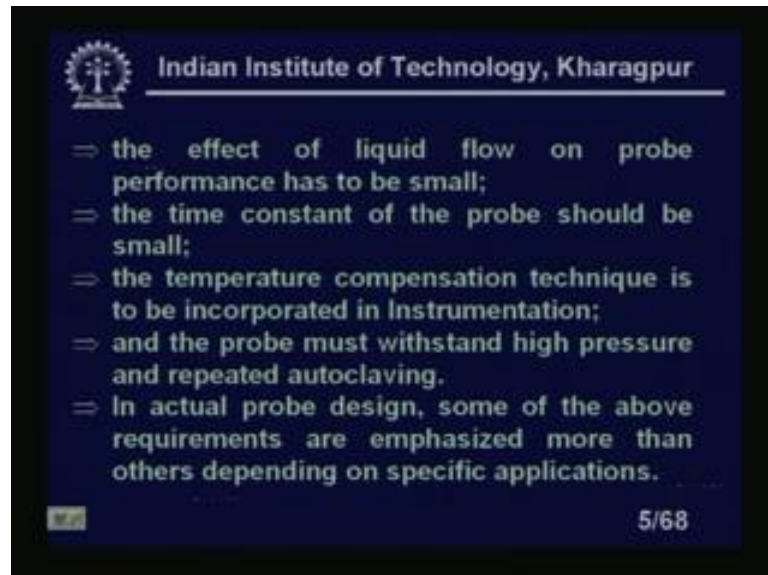 Indian Institute of Technology, Kharagpur
⇒ the effect of liquid flow on probe
performance has to be small;
⇒ the time constant of the probe should be
small;
⇒ the temperature compensation technique is
to be incorporated in Instrumentation;
⇒ and the probe must withstand high pressure
and repeated autoclaving.
⇒ In actual probe design, some of the above
requirements are emphasized more than
others depending on specific applications.
5/68